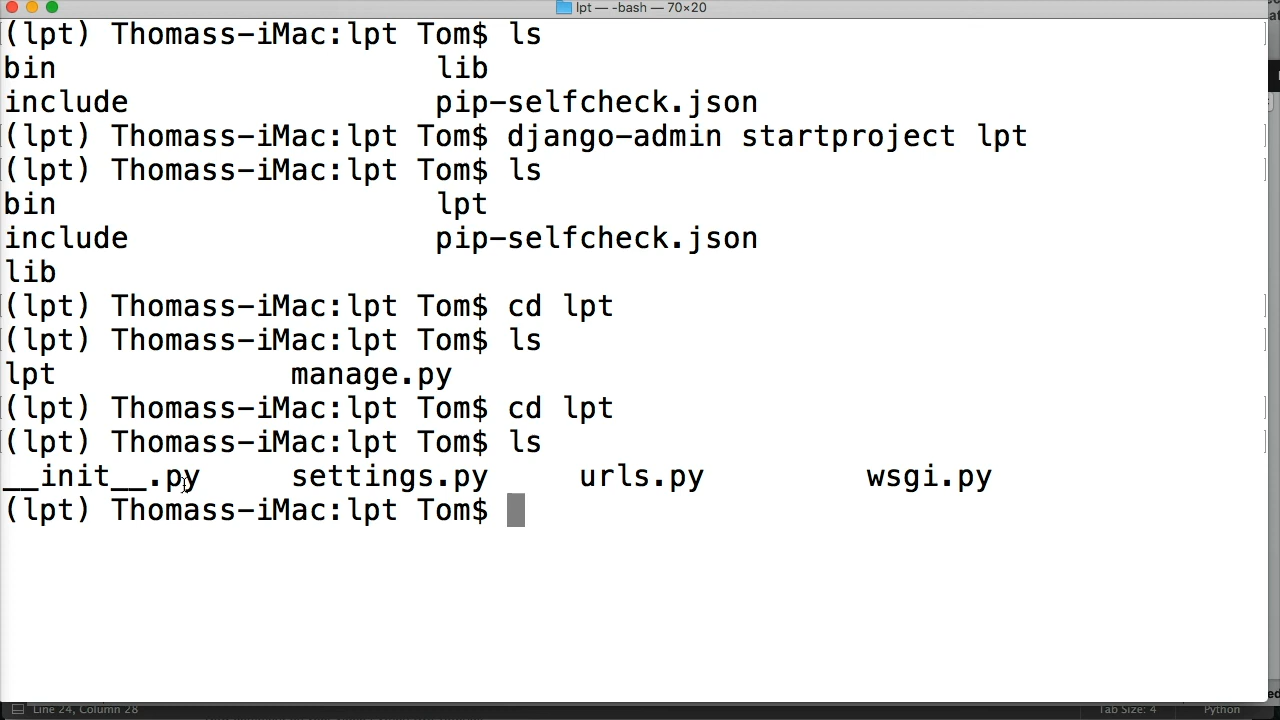 lpt — -bash — 70×20
(lpt) Thomass-iMac:lpt Tom$ ls
bin lib
include pip-selfcheck.json
(lpt) Thomass-iMac:lpt Tom$ django-admin startproject lpt
(lpt) Thomass-iMac:lpt Tom$ ls
bin lpt
include pip-selfcheck.json
lib
(lpt) Thomass-iMac:lpt Tom$ cd lpt
(lpt) Thomass-iMac:lpt Tom$ ls
lpt manage.py
(lpt) Thomass-iMac:lpt Tom$ cd lpt
(lpt) Thomass-iMac:lpt Tom$ ls
__init__.py settings.py urls.py wsgi.py
(lpt) Thomass-iMac:lpt Tom$
Line 24, Column 28 Tab Size: 4 Python